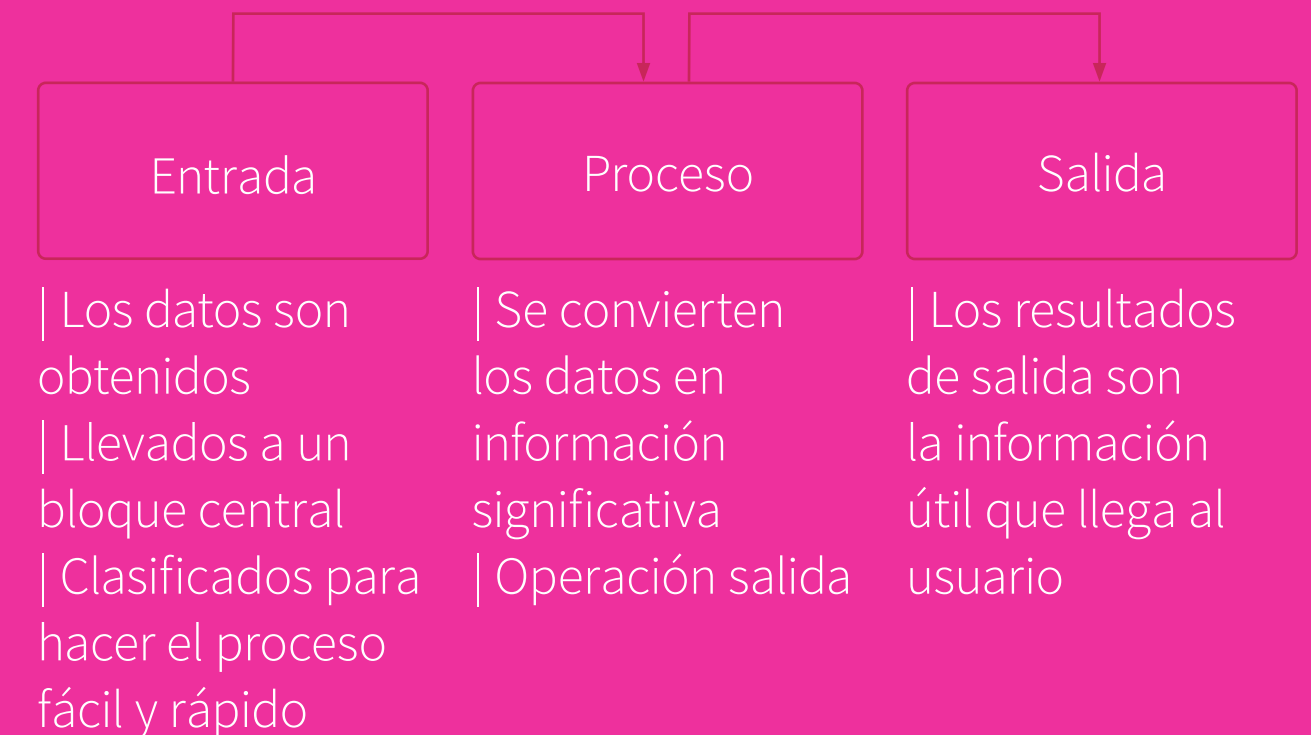 Entrada
Proceso
Salida
| Los datos son
obtenidos
| Llevados a un
bloque central
| Clasificados para
hacer el proceso
fácil y rápido
| Se convierten
los datos en
información
significativa
| Operación salida
| Los resultados
de salida son
la información
útil que llega al
usuario